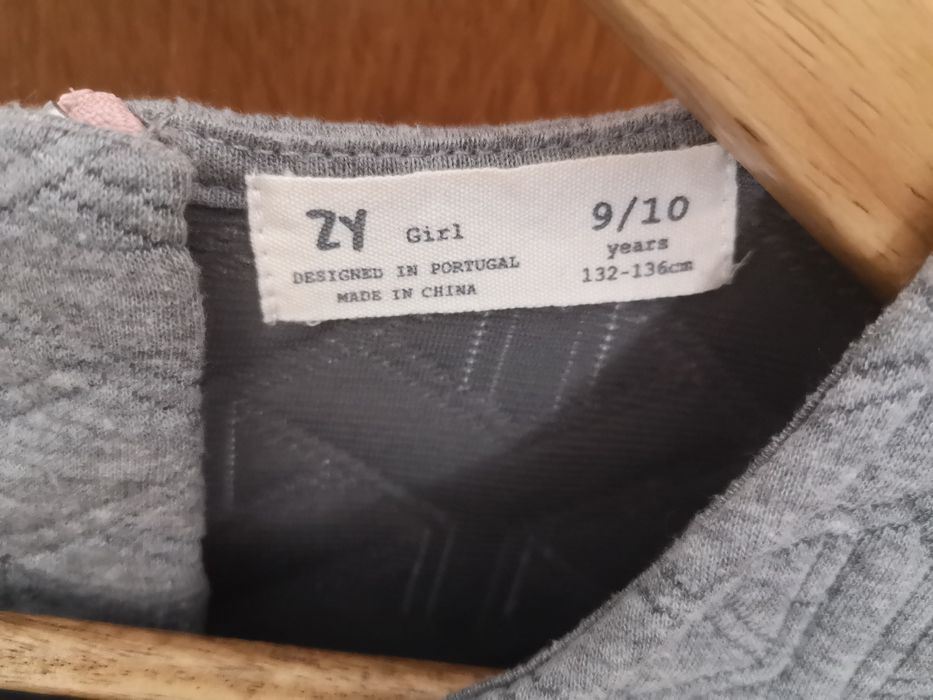 ZY Girl
DESIGNED IN PORTUGAL
MADE IN CHINA
9/10
years
132-136cm